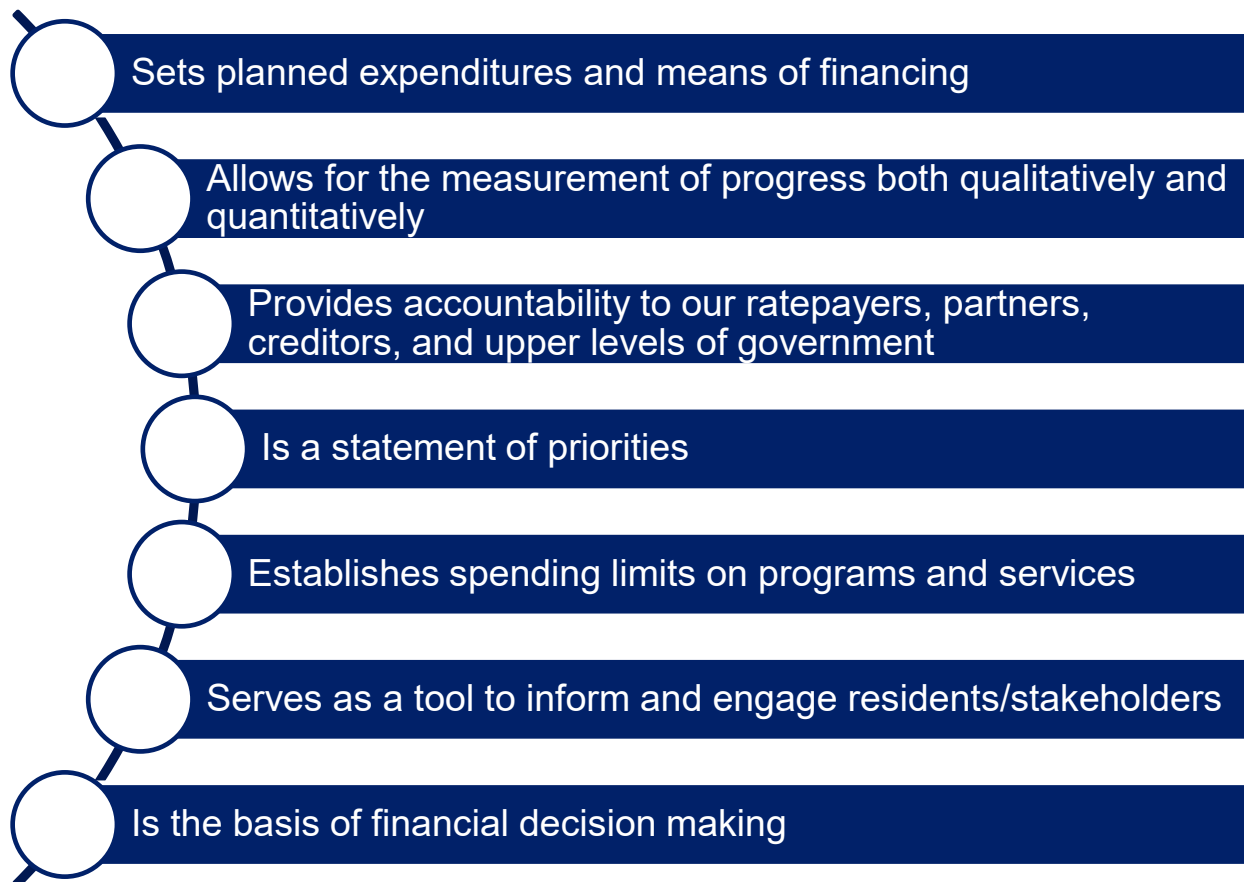 Sets planned expenditures and means of financing
Allows for the measurement of progress both qualitatively and
quantitatively
Provides accountability to our ratepayers, partners,
creditors, and upper levels of government
Is a statement of priorities
Establishes spending limits on programs and services
Serves as a tool to inform and engage residents/stakeholders
Is the basis of financial decision making